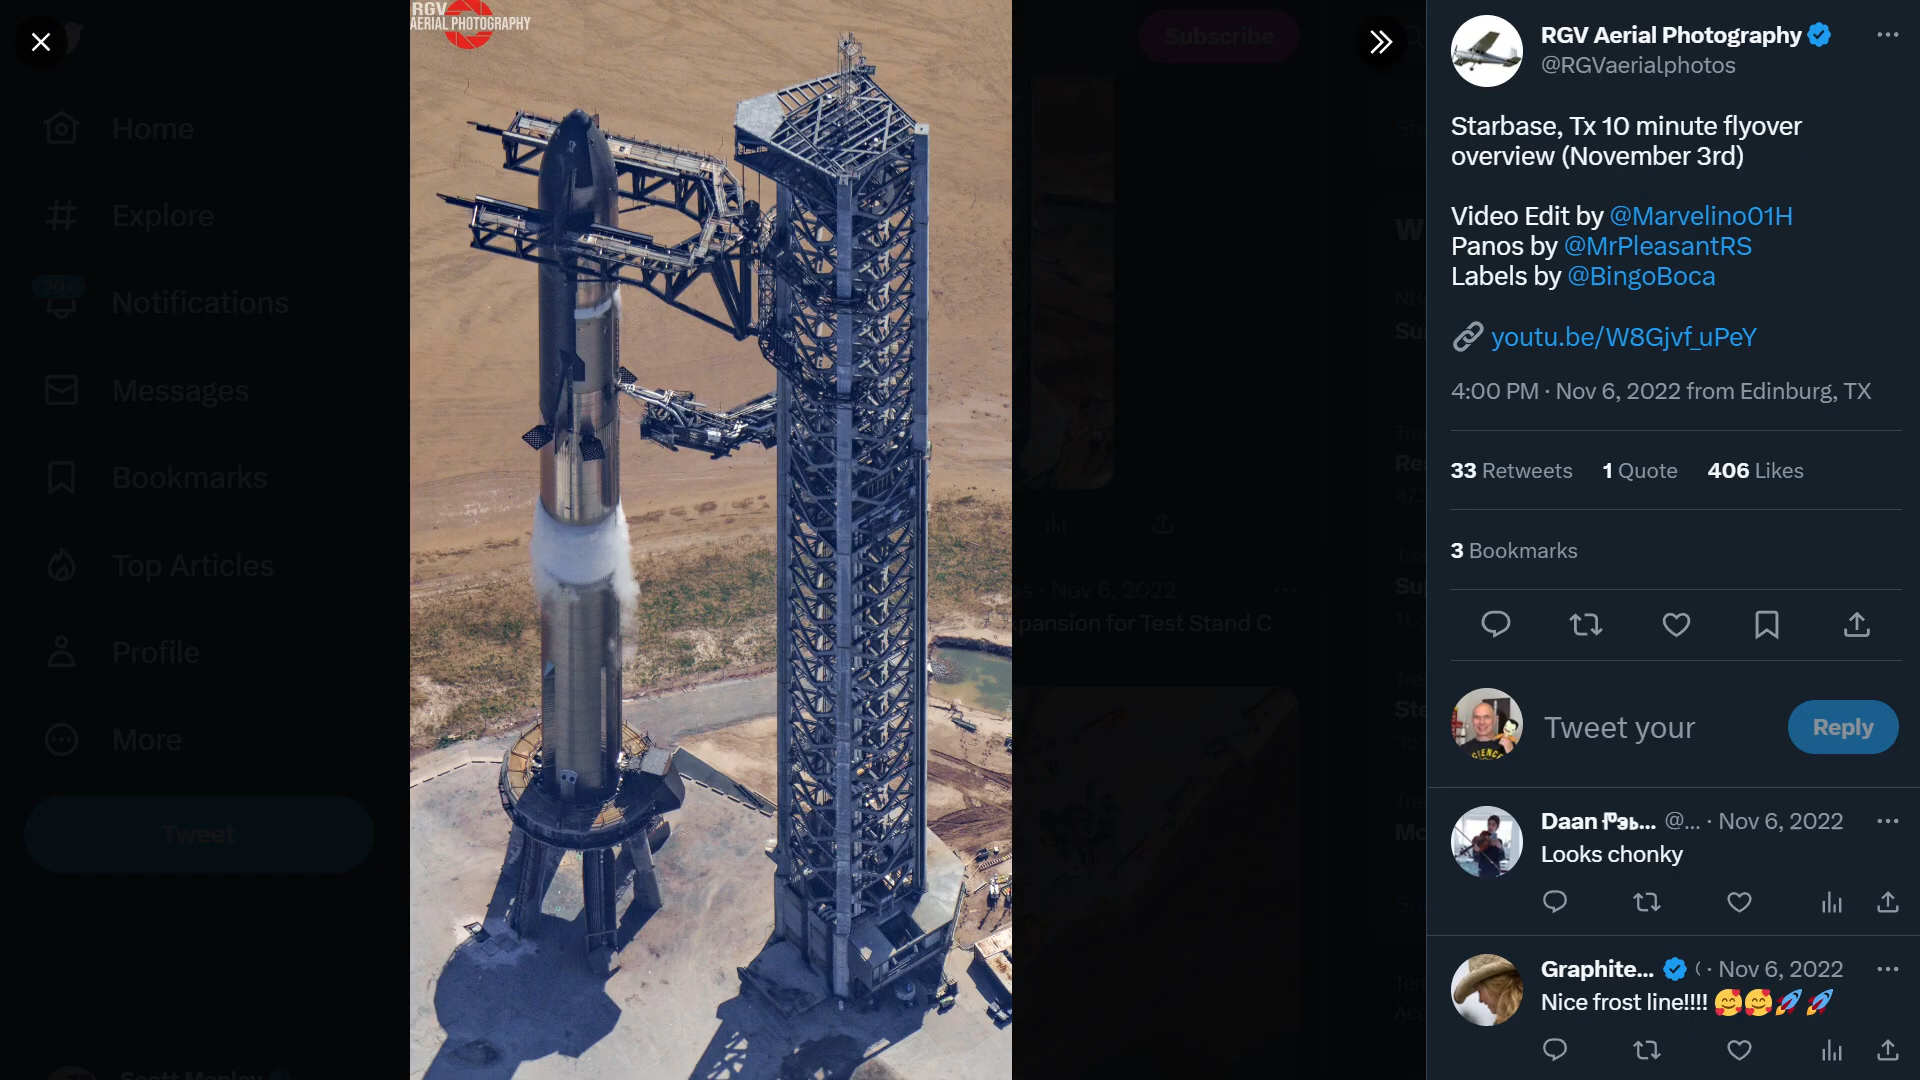 RGV
AERIAL PHOTOGRAPHY
Subscribe
Home
Explore
20+
Notifications
Messages
Bookmarks
Top Articles
Profile
More
Tweet
Nov 6, 2022
pansion for Test Stand C
RGV Aerial Photography
@RGVaerialphotos
Starbase, Tx 10 minute flyover
overview (November 3rd)
Video Edit by @Marvelino01H
Panos by @MrPleasantRS
Labels by @BingoBoca
youtu.be/W8Gjvf_uPeY
4:00 PM · Nov 6, 2022 from Edinburg, TX
33 Retweets 1 Quote 406 Likes
3 Bookmarks
Tweet your
Reply
Daan @... · Nov 6, 2022
Looks chonky
Graphite... · Nov 6, 2022
Nice frost line!!!! 🥰🥰🚀🚀